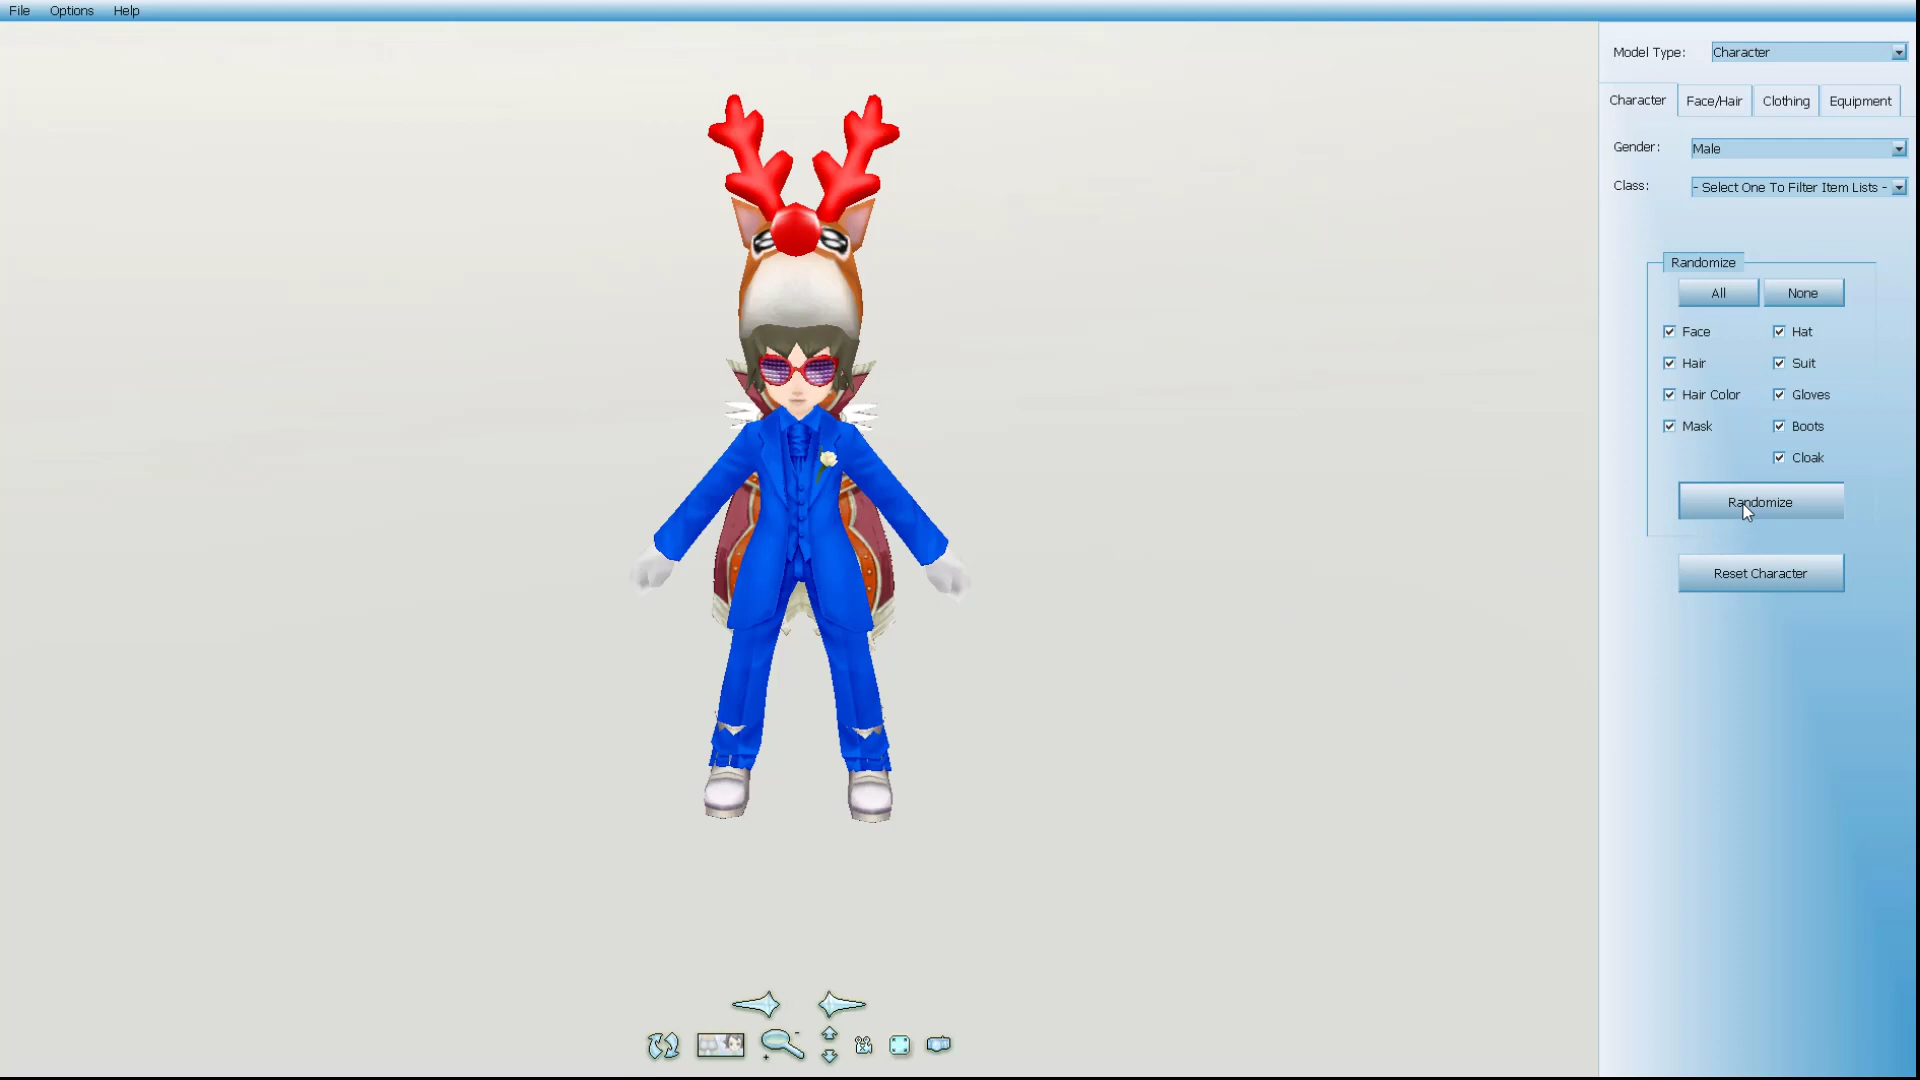 File Options Help
Model Type: Character
Character Face/Hair Clothing Equipment
Gender: Male
Class: - Select One To Filter Item Lists -
Randomize
All None
Face Hat
Hair Suit
Hair Color Gloves
Mask Boots
Cloak
Randomize
Reset Character